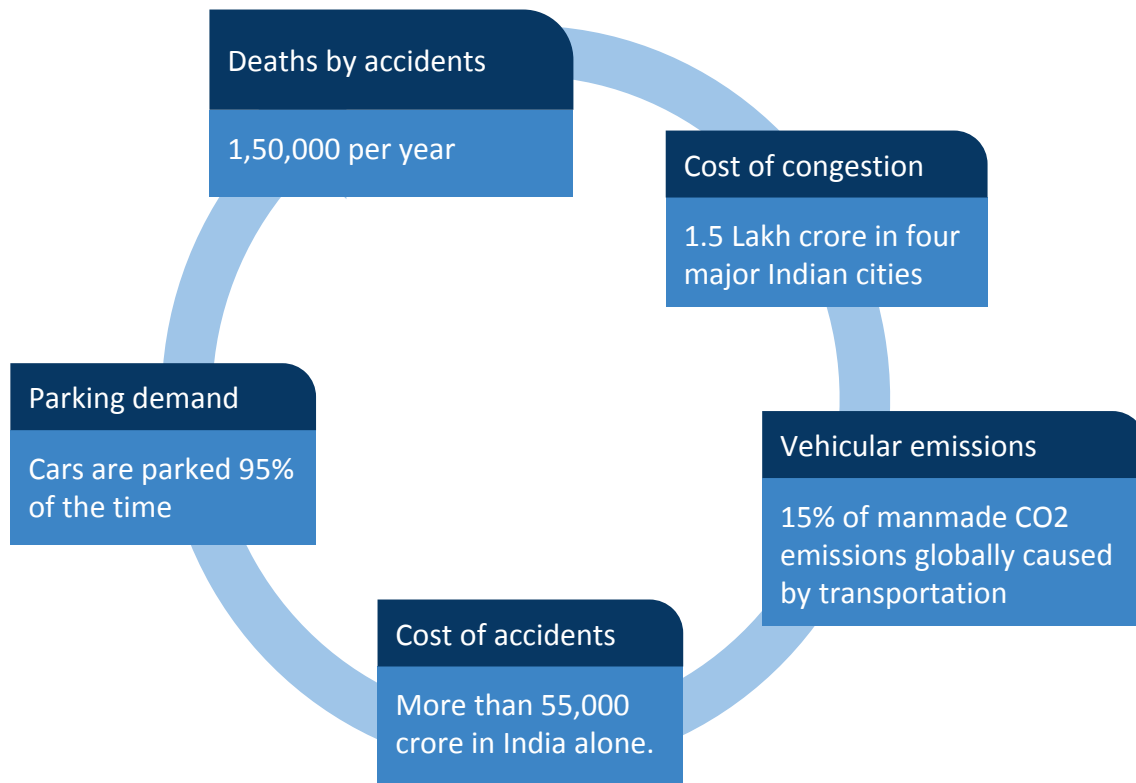 Deaths by accidents
1,50,000 per year
Cost of congestion
1.5 Lakh crore in four
major Indian cities
Vehicular emissions
15% of manmade CO2
emissions globally caused
by transportation
Cost of accidents
More than 55,000
crore in India alone.
Parking demand
Cars are parked 95%
of the time